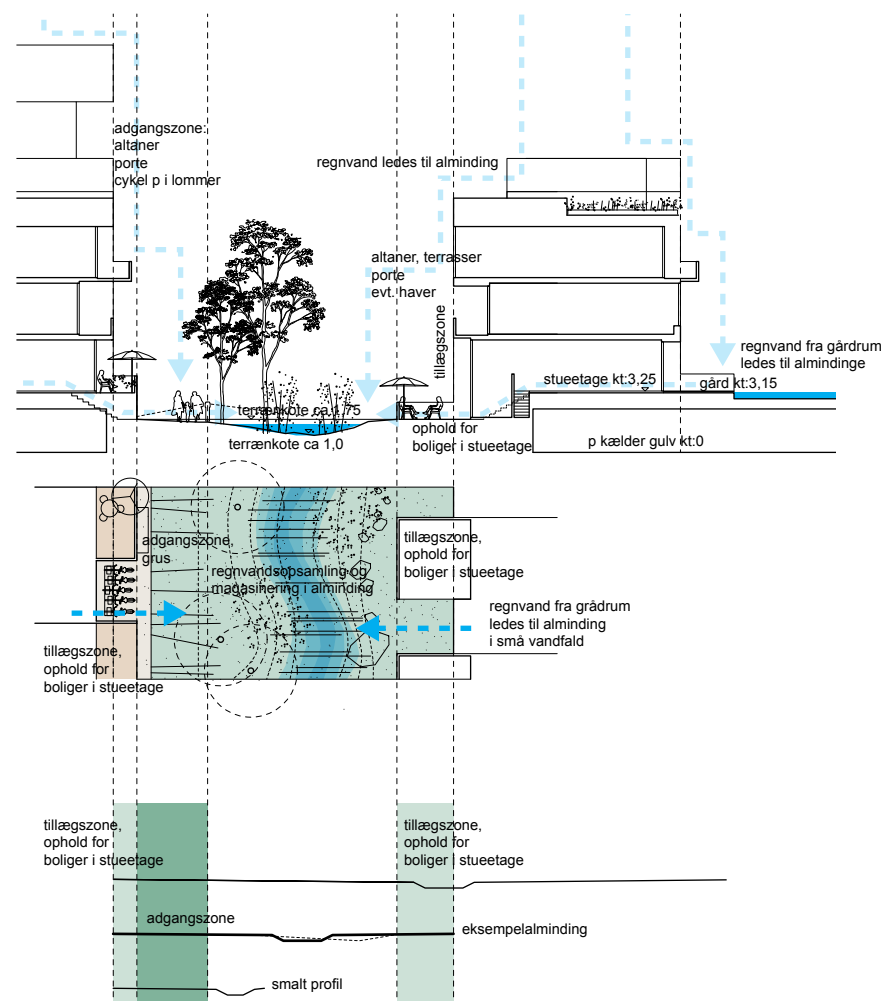 adgangszone:
altaner
porte
cykel p i lommer
regnvand ledes til alminding
altaner, terrasser
porte
evt. haver
tillægszone
regnvand fra gårdrum
ledes til almindinge
stueetage kt:3,25
gård kt:3,15
terrænkote ca 1,75
terrænkote ca 1,0
ophold for
boliger i stueetage
p kælder gulv kt:0
adgangszone,
grus
regnvandsopsamling og
magasinering i alminding
tillægszone,
ophold for
boliger i stueetage
regnvand fra grådrum
ledes til alminding
i små vandfald
tillægszone,
ophold for
boliger i stueetage
tillægszone,
ophold for
boliger i stueetage
tillægszone,
ophold for
boliger i stueetage
adgangszone
eksempelalminding
smalt profil